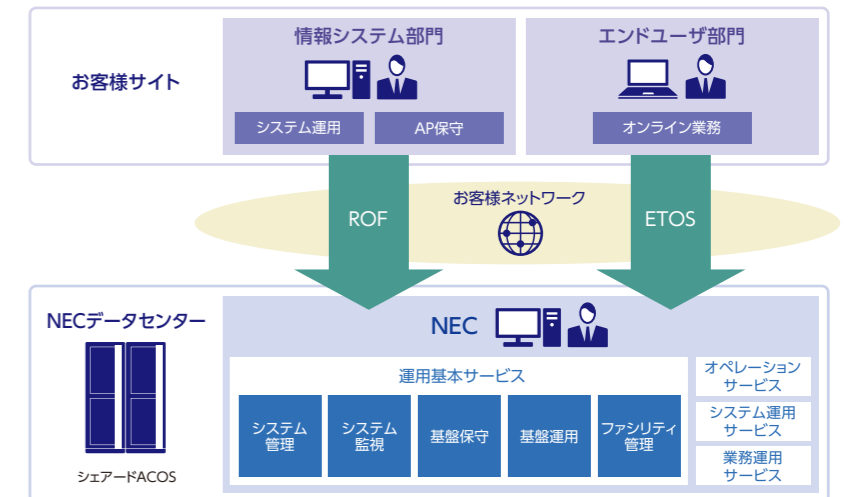 お客様サイト
情報システム部門
システム運用
AP保守
エンドユーザ部門
オンライン業務
お客様ネットワーク
ROF
ETOS
NECデータセンター
シェアードACOS
NEC
運用基本サービス
システム
管理
システム
監視
基盤保守
基盤運用
ファシリティ
管理
オペレーション
サービス
システム運用
サービス
業務運用
サービス